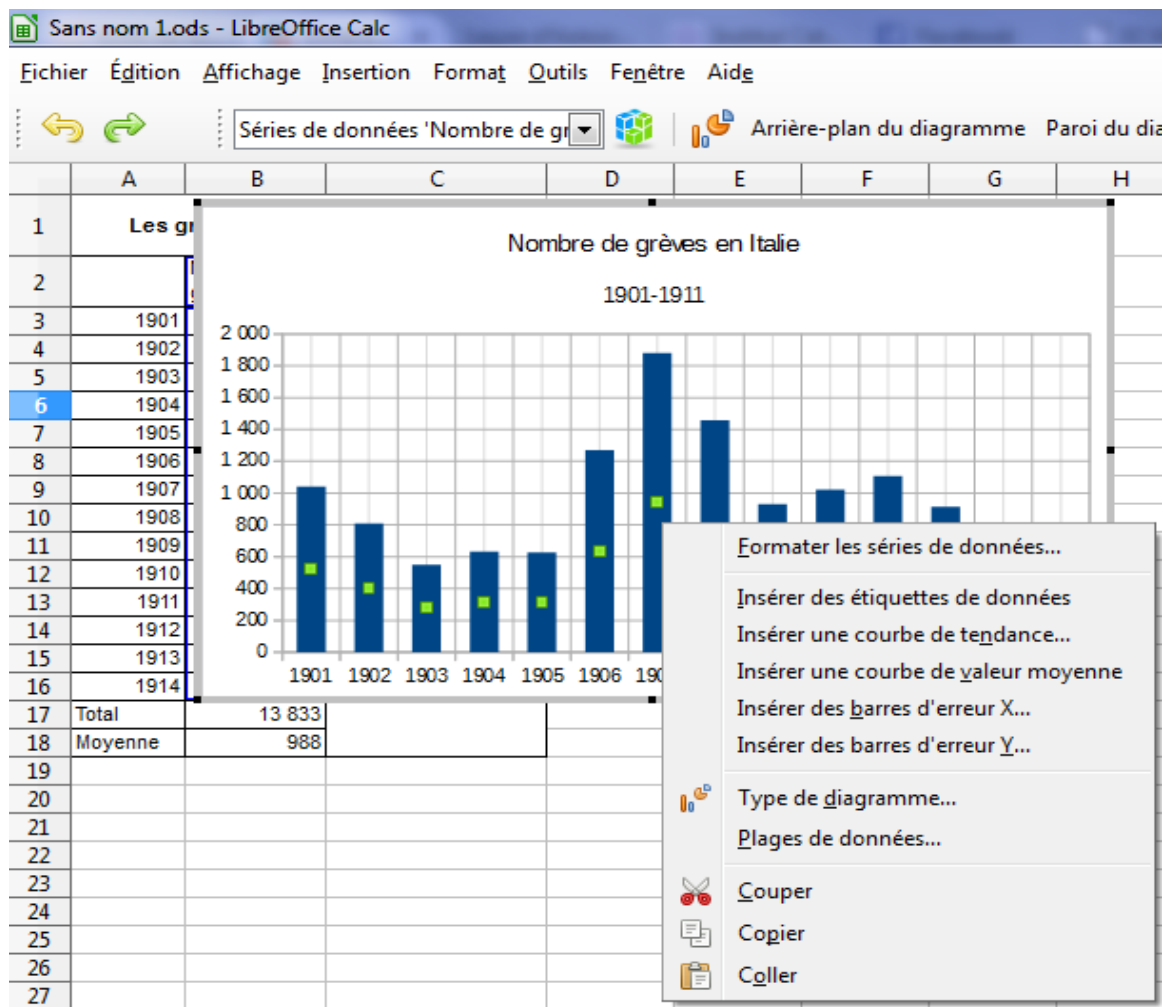 Sans nom 1.ods - LibreOffice Calc
Fichier Édition Affichage Insertion Format Outils Fenêtre Aide
Séries de données 'Nombre de gr Arrière-plan du diagramme Paroi du dia
A B C D E F G H
1 Les gr
2
3 1901
4 1902
5 1903
6 1904
7 1905
8 1906
9 1907
10 1908
11 1909
12 1910
13 1911
14 1912
15 1913
16 1914
17 Total 13 833
18 Moyenne 988
19
20
21
22
23
24
25
26
27
Nombre de grèves en Italie
1901-1911
2 000
1 800
1 600
1 400
1 200
1 000
800
600
400
200
0
1901 1902 1903 1904 1905 1906 190
Formater les séries de données...
Insérer des étiquettes de données
Insérer une courbe de tendance...
Insérer une courbe de valeur moyenne
Insérer des barres d'erreur X...
Insérer des barres d'erreur Y...
Type de diagramme...
Plages de données...
Couper
Copier
Coller